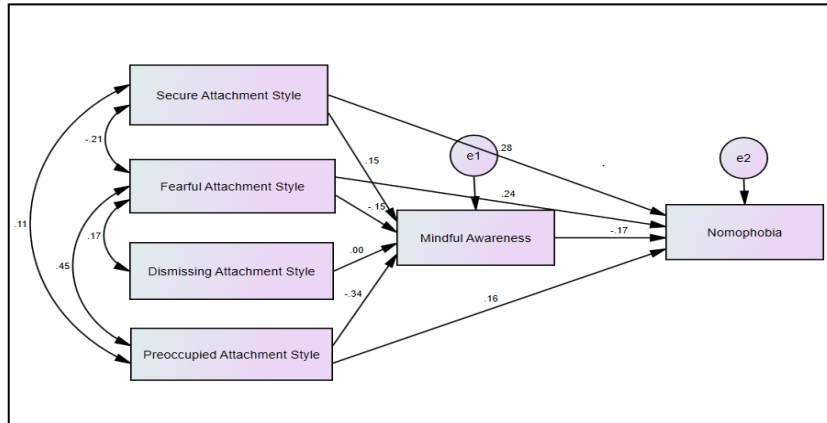 Secure Attachment Style
-.21
.28
.
e1
e2
.15
Fearful Attachment Style
.24
-.15
.11
.17
Mindful Awareness
-.17
Nomophobia
.45
Dismissing Attachment Style
.00
-.34
.16
Preoccupied Attachment Style